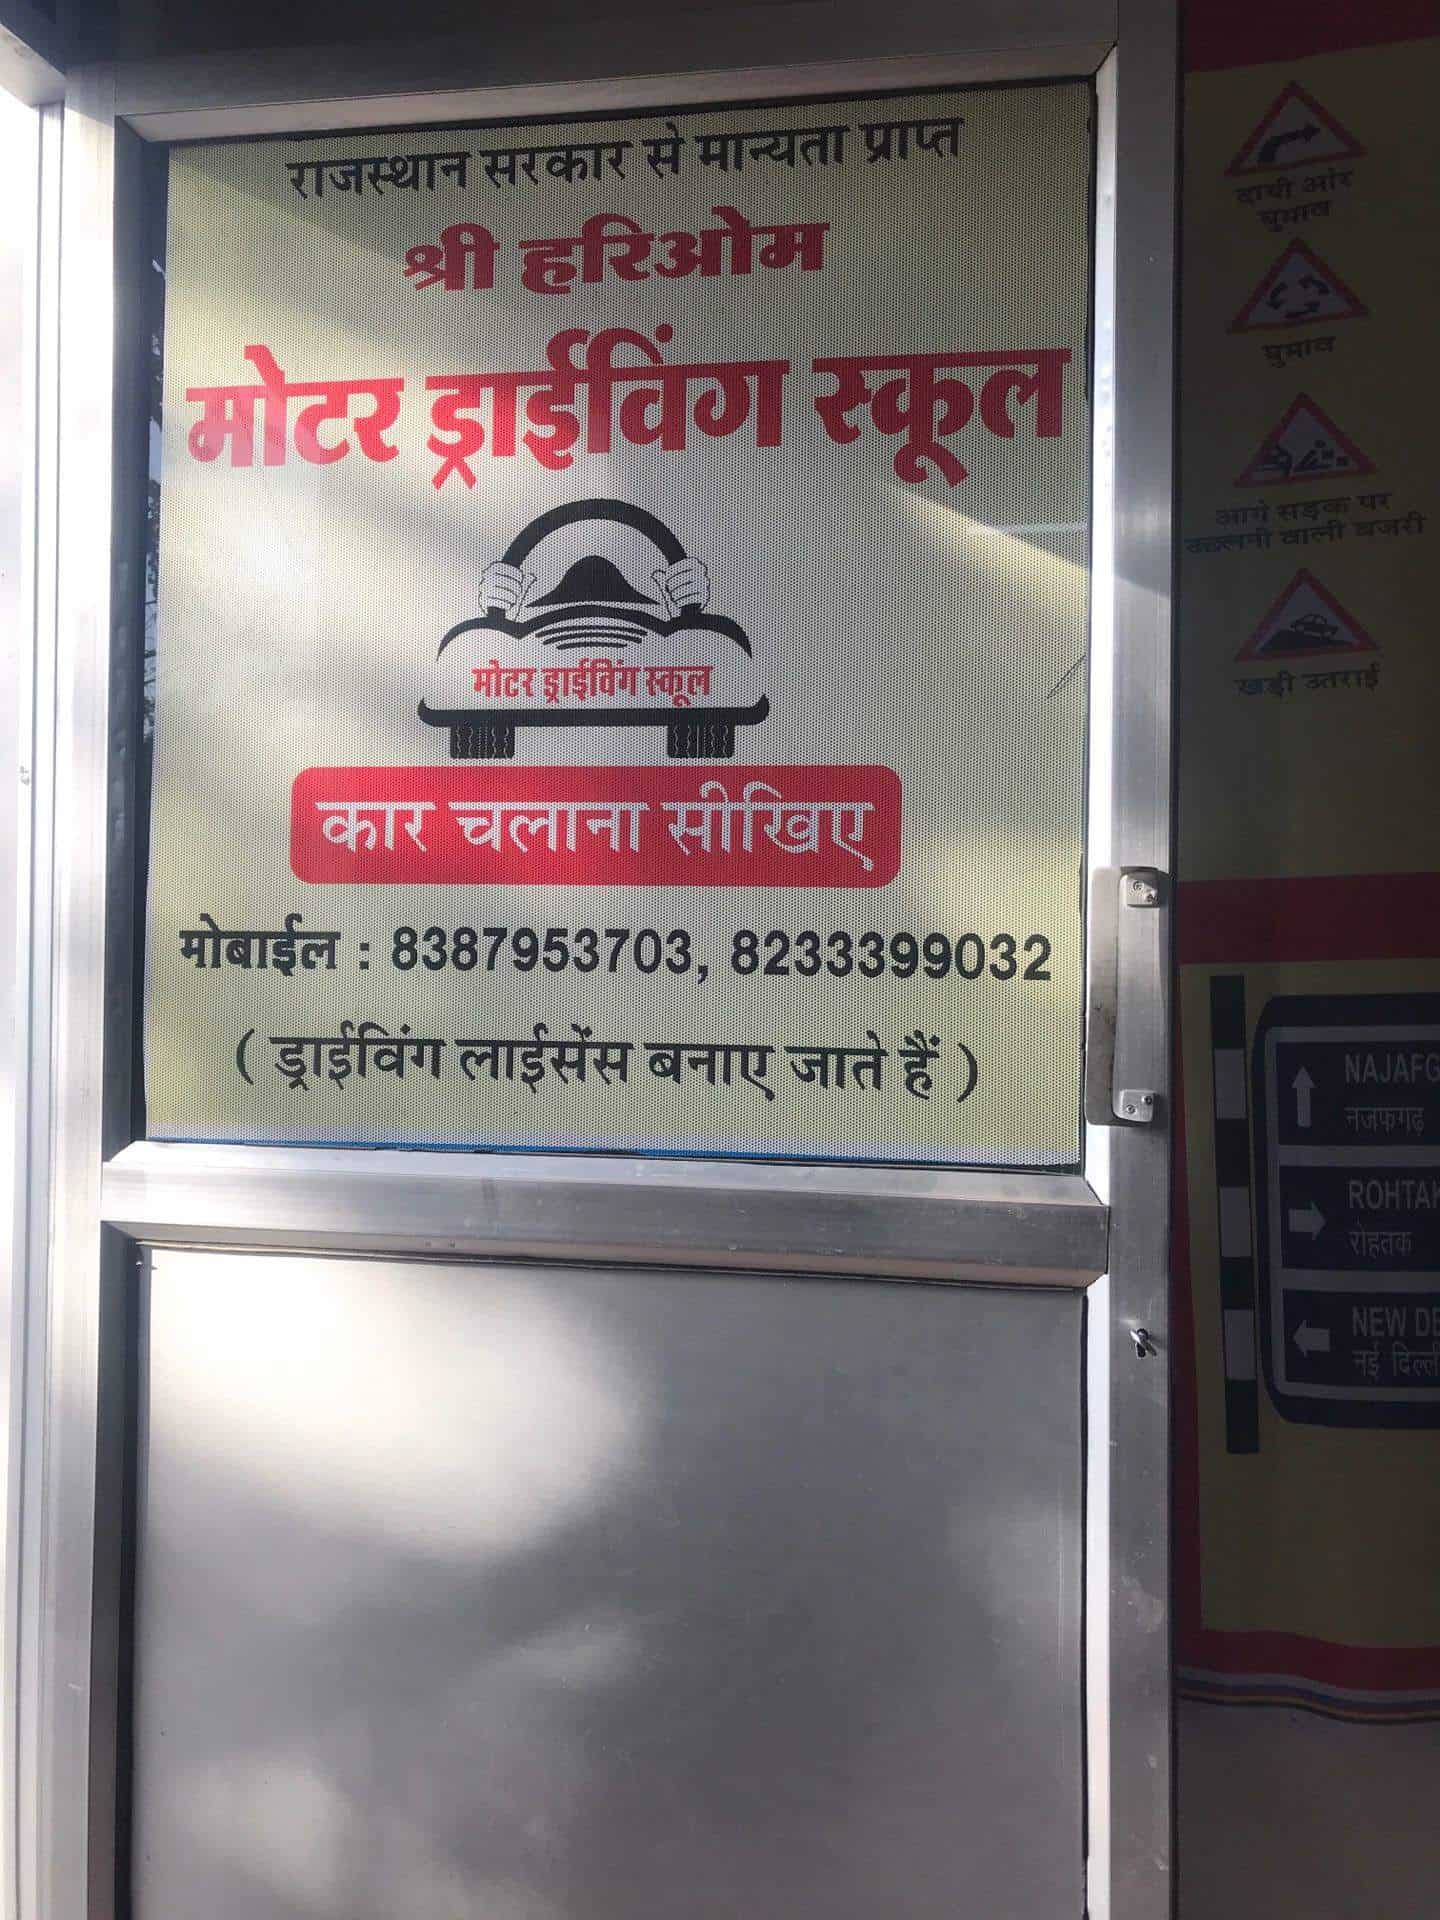 राजस्थान सरकार से मान्यता प्राप्त
श्री हरिओम
मोटर ड्राईविंग स्कूल
मोटर ड्राईविंग स्कूल
कार चलाना सीखिए
मोबाईल : 8387953703, 8233399032
( ड्राईविंग लाईसेंस बनाए जाते हैं )
दायी ओर
घुमाव
घुमाव
आगे सड़क पर
वाली बजरी
खड़ी उतराई
NAJAFG
नजफगढ़
ROHTAK
रोहतक
NEW DE
नई दिल्ली